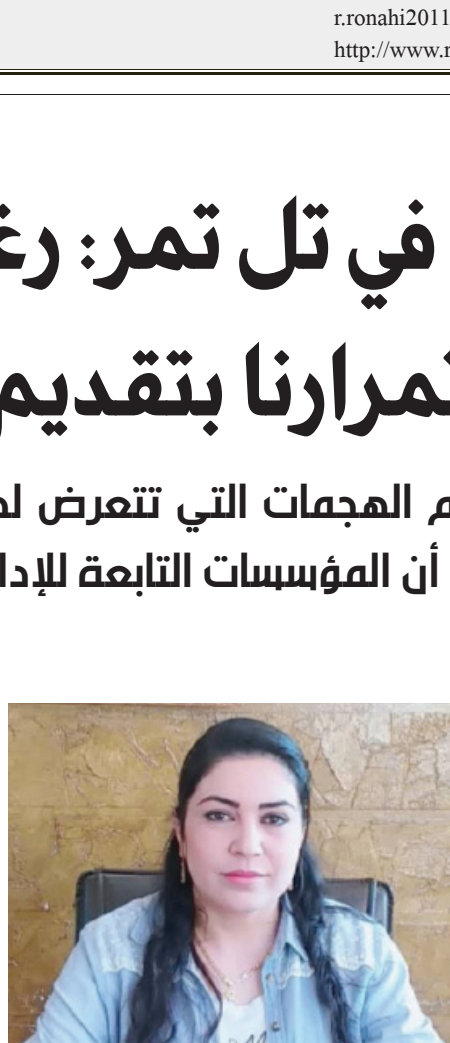 r.ronahi2011
http://www.r
في تل تمر: رغ
تمرارنا بتقديم
م الهجمات التي تتعرض له
أن المؤسسات التابعة للإدا